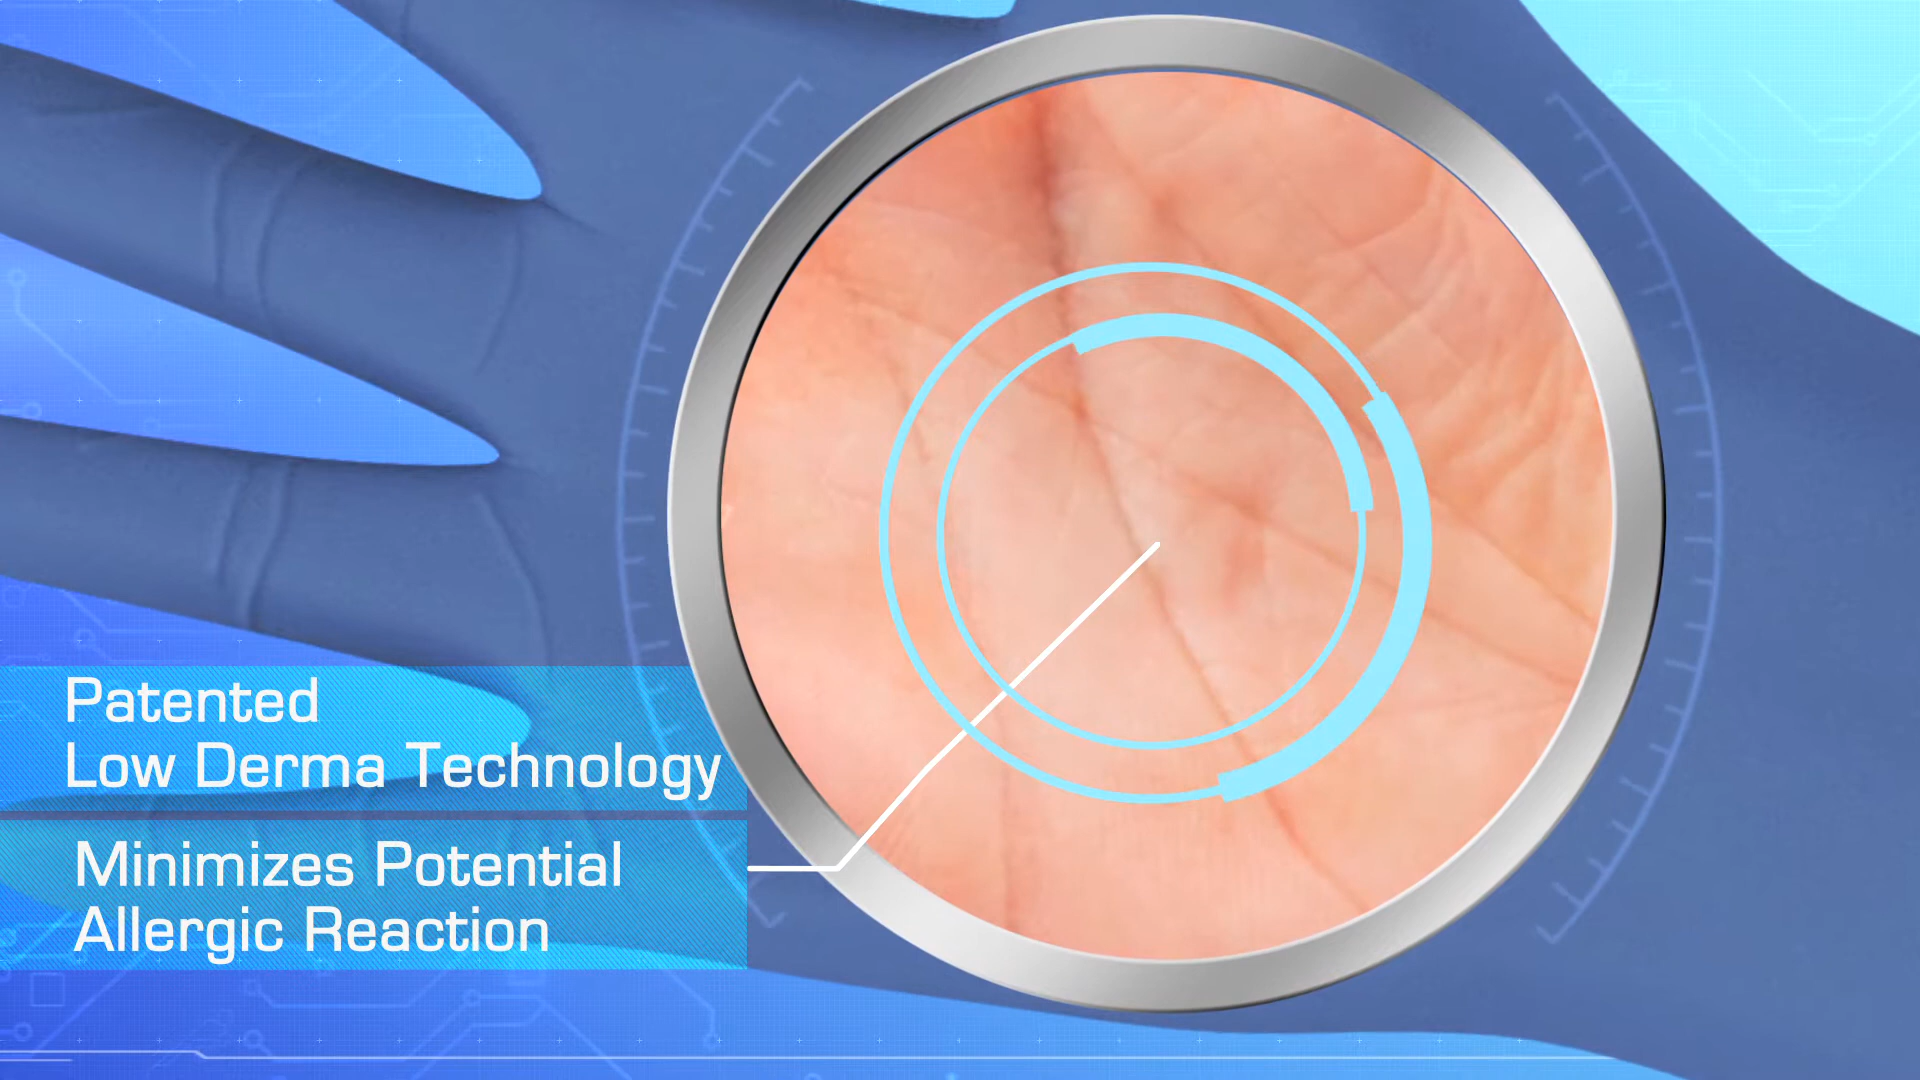 Patented
Low Derma Technology
Minimizes Potential
Allergic Reaction